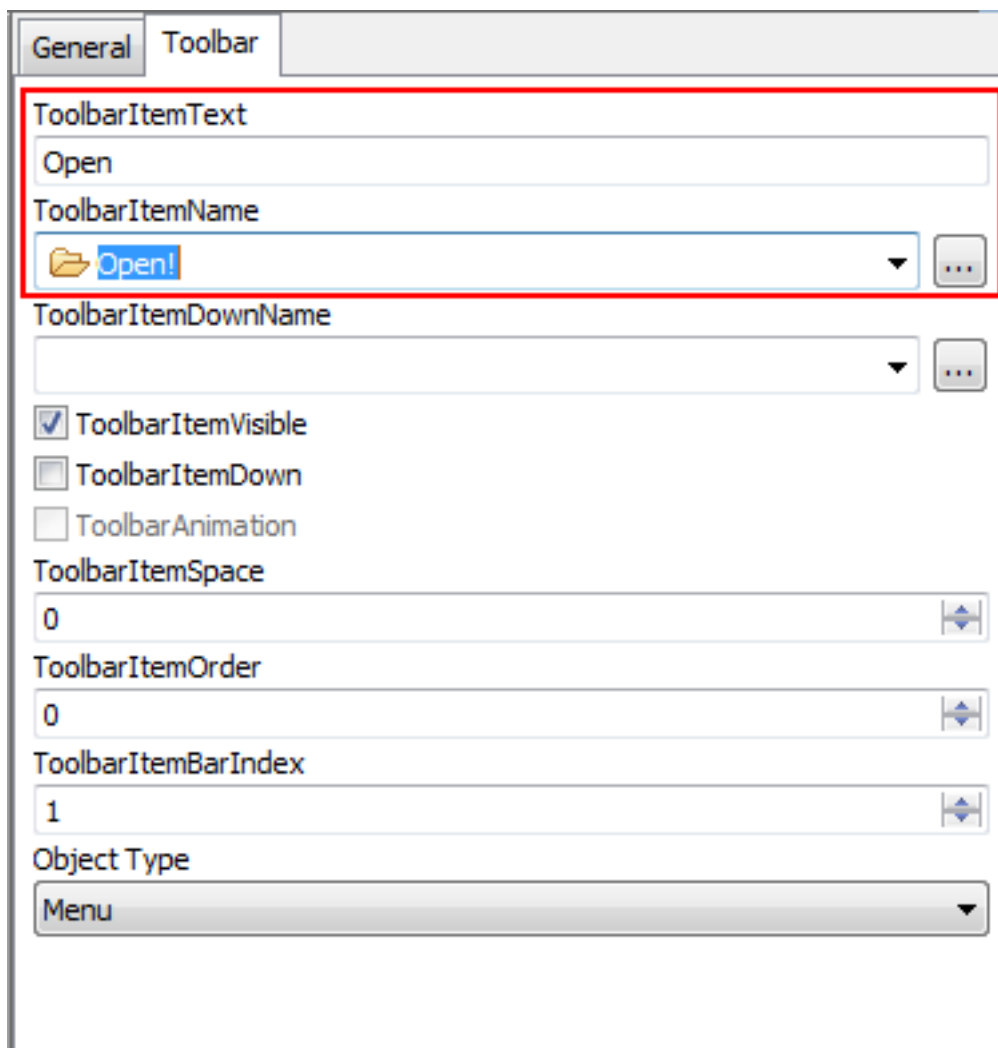 General Toolbar
ToolbarItemText
Open
ToolbarItemName
Open!
...
ToolbarItemDownName
...
ToolbarItemVisible
ToolbarItemDown
ToolbarAnimation
ToolbarItemSpace
0
ToolbarItemOrder
0
ToolbarItemBarIndex
1
Object Type
Menu